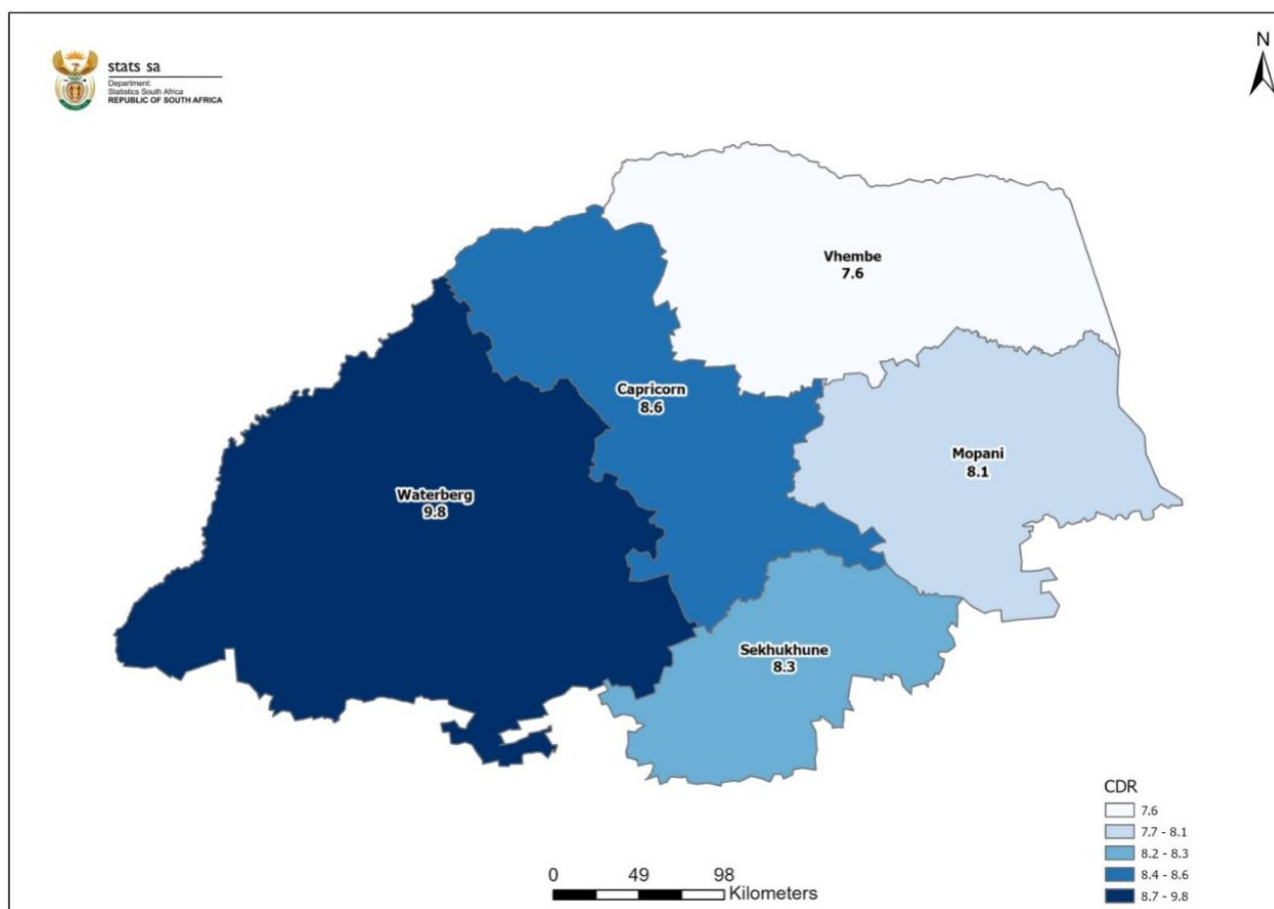 stats sa
Department:
Statistics South Africa
REPUBLIC OF SOUTH AFRICA
N
Vhembe
7.6
Capricorn
8.6
Mopani
8.1
Waterberg
9.8
Sekhukhune
8.3
CDR
7.6
7.7 - 8.1
8.2 - 8.3
8.4 - 8.6
8.7 - 9.8
0 49 98
Kilometers